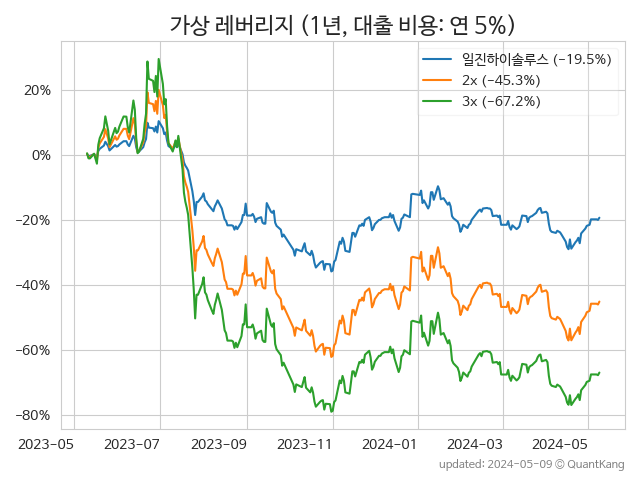 가상 레버리지 (1년, 대출 비용: 연 5%)
일진하이솔루스 (−19.5%)
2x (−45.3%)
3x (−67.2%)
20%
0%
−20%
−40%
−60%
−80%
2023-05 2023-07 2023-09 2023-11 2024-01 2024-03 2024-05
updated: 2024-05-09 © QuantKang